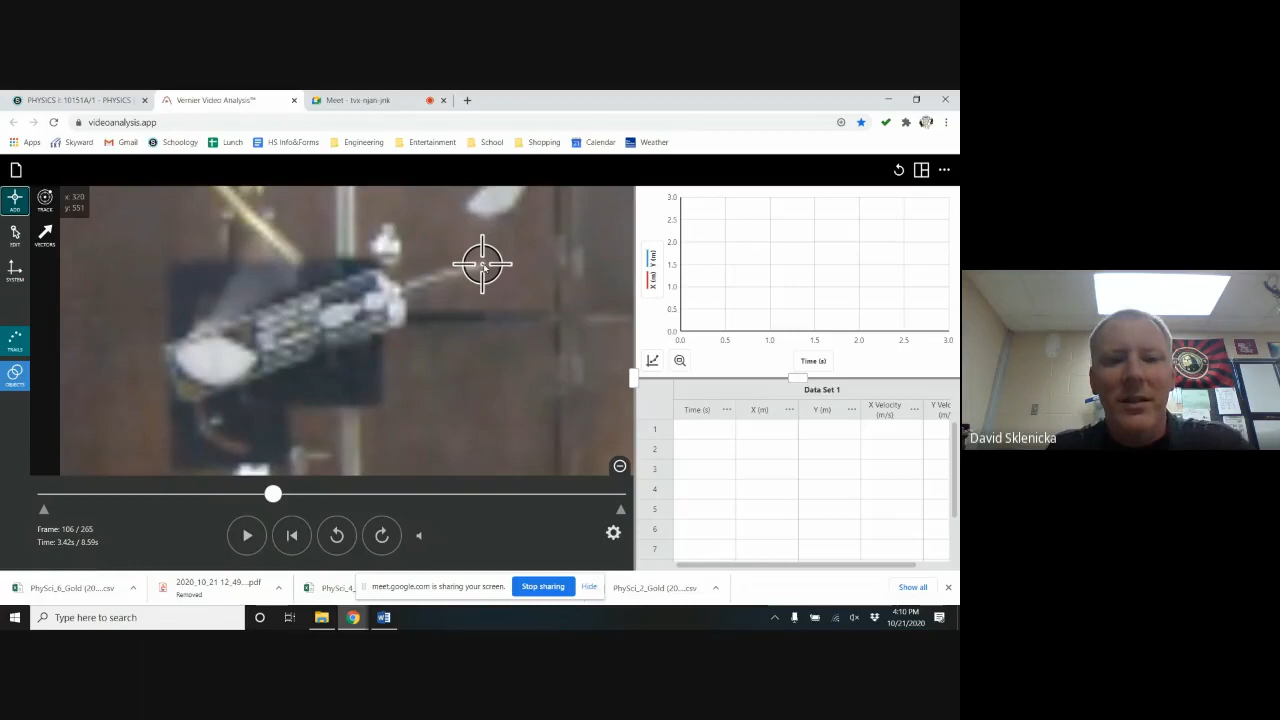 PHYSICS I: 10151A/1 - PHYSICS
Vernier Video Analysis™
Meet - tvx-njan-jnk
videoanalysis.app
Apps Skyward Gmail Schoology Lunch HS Info&Forms Engineering Entertainment School Shopping Calendar Weather
ADD
TRACK
x: 320
y: 551
EDIT
VECTORS
SYSTEM
TRAILS
OBJECTS
3.0
2.5
2.0
1.5
1.0
0.5
0.0
X (m) Y (m)
0.0 0.5 1.0 1.5 2.0 2.5 3.0
Time (s)
Data Set 1
Time (s) ... X (m) ... Y (m) ... X Velocity (m/s) ... Y Velc (m/
1
2
3
4
5
6
7
Frame: 106 / 265
Time: 3.42s / 8.59s
David Sklenicka
PhySci_6_Gold (20....csv
2020_10_21 12_49....pdf
Removed
PhySci_4_
meet.google.com is sharing your screen.
Stop sharing
Hide
PhySci_2_Gold (20....csv
Show all
Type here to search
4:10 PM
10/21/2020